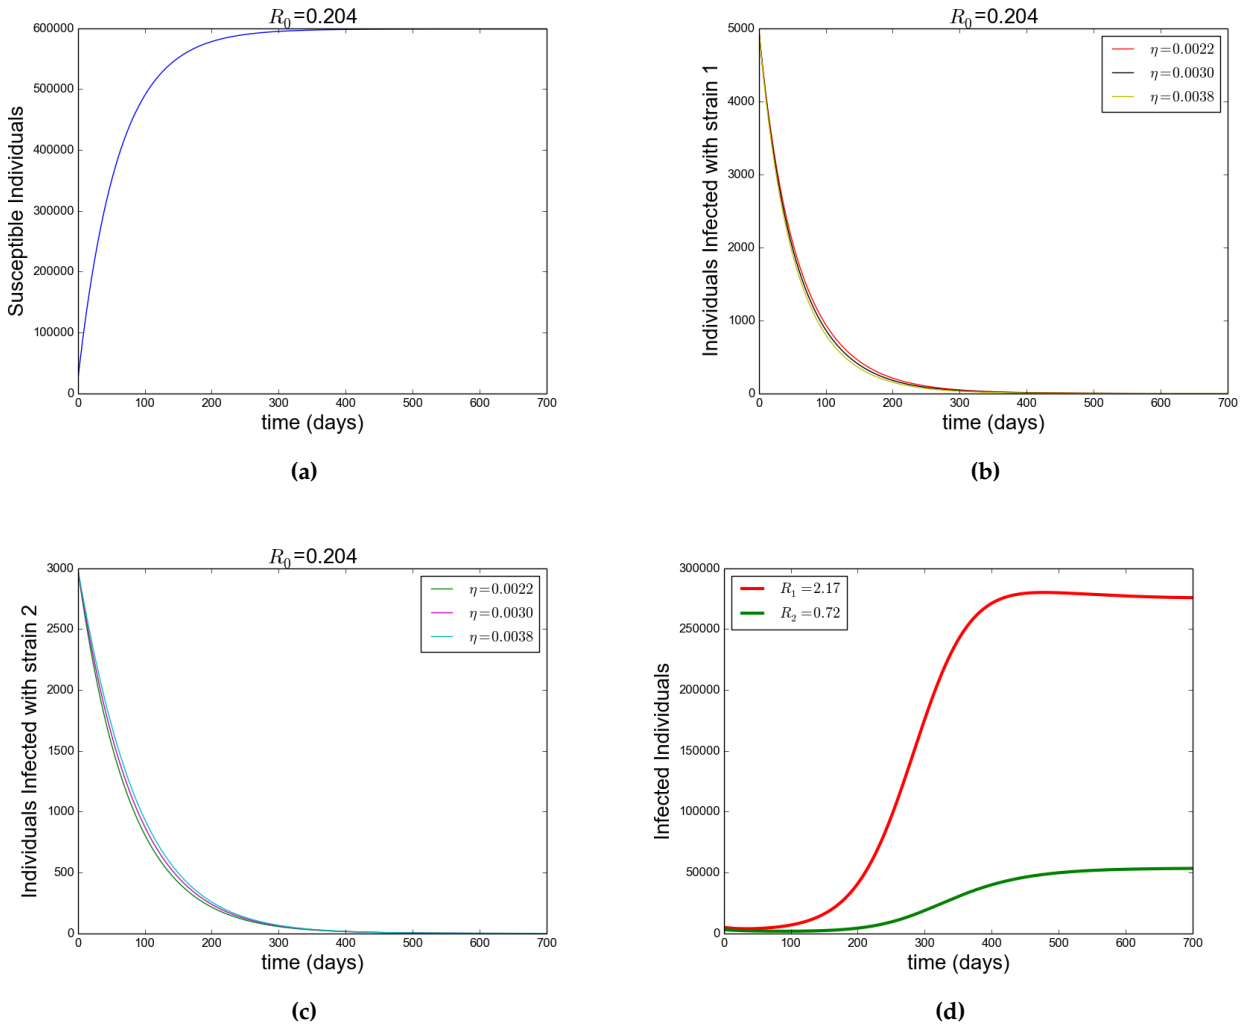 R0=0.204
600000
500000
400000
300000
200000
100000
0
Susceptible Individuals
0 100 200 300 400 500 600 700
time (days)
(a)
R0=0.204
5000
4000
3000
2000
1000
0
Individuals Infected with strain 1
η=0.0022
η=0.0030
η=0.0038
0 100 200 300 400 500 600 700
time (days)
(b)
R0=0.204
3000
2500
2000
1500
1000
500
0
Individuals Infected with strain 2
η=0.0022
η=0.0030
η=0.0038
0 100 200 300 400 500 600 700
time (days)
(c)
300000
250000
200000
150000
100000
50000
0
Infected Individuals
R1=2.17
R2=0.72
0 100 200 300 400 500 600 700
time (days)
(d)